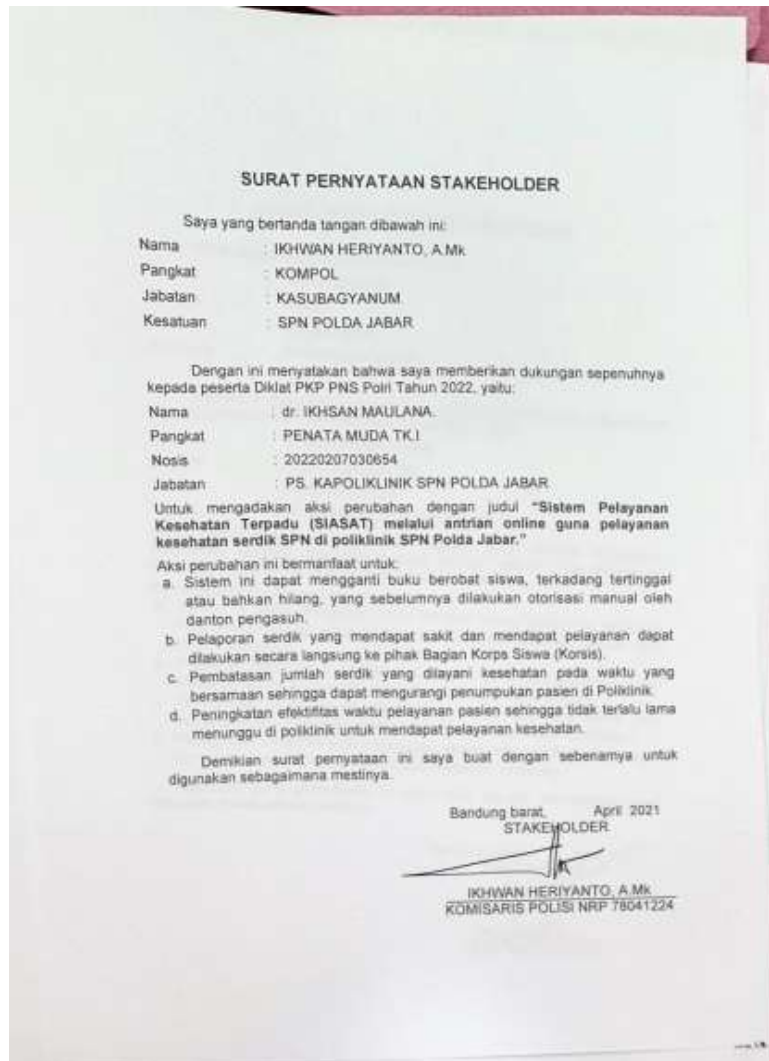 SURAT PERNYATAAN STAKEHOLDER
Saya yang bertanda tangan dibawah ini:
Nama : IKHWAN HERIYANTO, A.Mk
Pangkat : KOMPOL
Jabatan : KASUBAGYANUM
Kesatuan : SPN POLDA JABAR
Dengan ini menyatakan bahwa saya memberikan dukungan sepenuhnya
kepada peserta Diklat PKP PNS Polri Tahun 2022, yaitu:
Nama : dr. IKHSAN MAULANA.
Pangkat : PENATA MUDA TK.I
Nosis : 20220207030654
Jabatan : PS. KAPOLIKLINIK SPN POLDA JABAR
Untuk mengadakan aksi perubahan dengan judul "Sistem Pelayanan
Kesehatan Terpadu (SIASAT) melalui antrian online guna pelayanan
kesehatan serdik SPN di poliklinik SPN Polda Jabar."
Aksi perubahan ini bermanfaat untuk:
a. Sistem ini dapat mengganti buku berobat siswa, terkadang tertinggal
atau bahkan hilang, yang sebelumnya dilakukan otorisasi manual oleh
danton pengasuh.
b. Pelaporan serdik yang mendapat sakit dan mendapat pelayanan dapat
dilakukan secara langsung ke pihak Bagian Korps Siswa (Korsis).
c. Pembatasan jumlah serdik yang dilayani kesehatan pada waktu yang
bersamaan sehingga dapat mengurangi penumpukan pasien di Poliklinik.
d. Peningkatan efektifitas waktu pelayanan pasien sehingga tidak terlalu lama
menunggu di poliklinik untuk mendapat pelayanan kesehatan.
Demikian surat pernyataan ini saya buat dengan sebenarnya untuk
digunakan sebagaimana mestinya.
Bandung barat, April 2021
STAKEHOLDER
IKHWAN HERIYANTO, A.Mk
KOMISARIS POLISI NRP 78041224